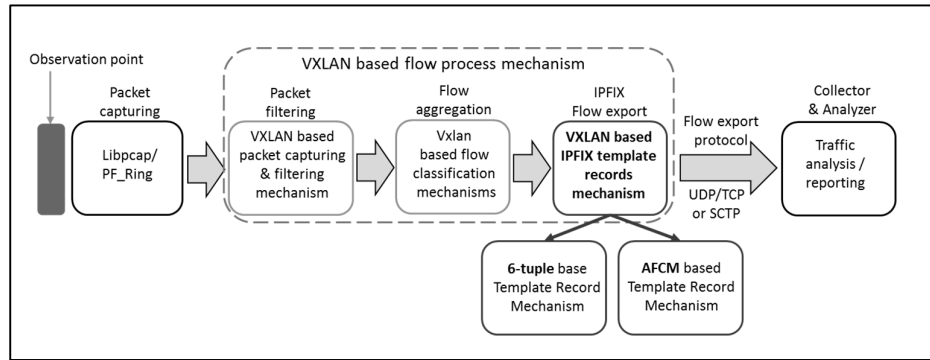 Observation point
VXLAN based flow process mechanism
Packet
capturing
Libpcap/
PF_Ring
Packet
filtering
VXLAN based
packet capturing
& filtering
mechanism
Flow
aggregation
Vxlan
based flow
classification
mechanisms
IPFIX
Flow export
VXLAN based
IPFIX template
records
mechanism
Flow export
protocol
UDP/TCP
or SCTP
Collector
& Analyzer
Traffic
analysis /
reporting
6-tuple base
Template Record
Mechanism
AFCM based
Template Record
Mechanism